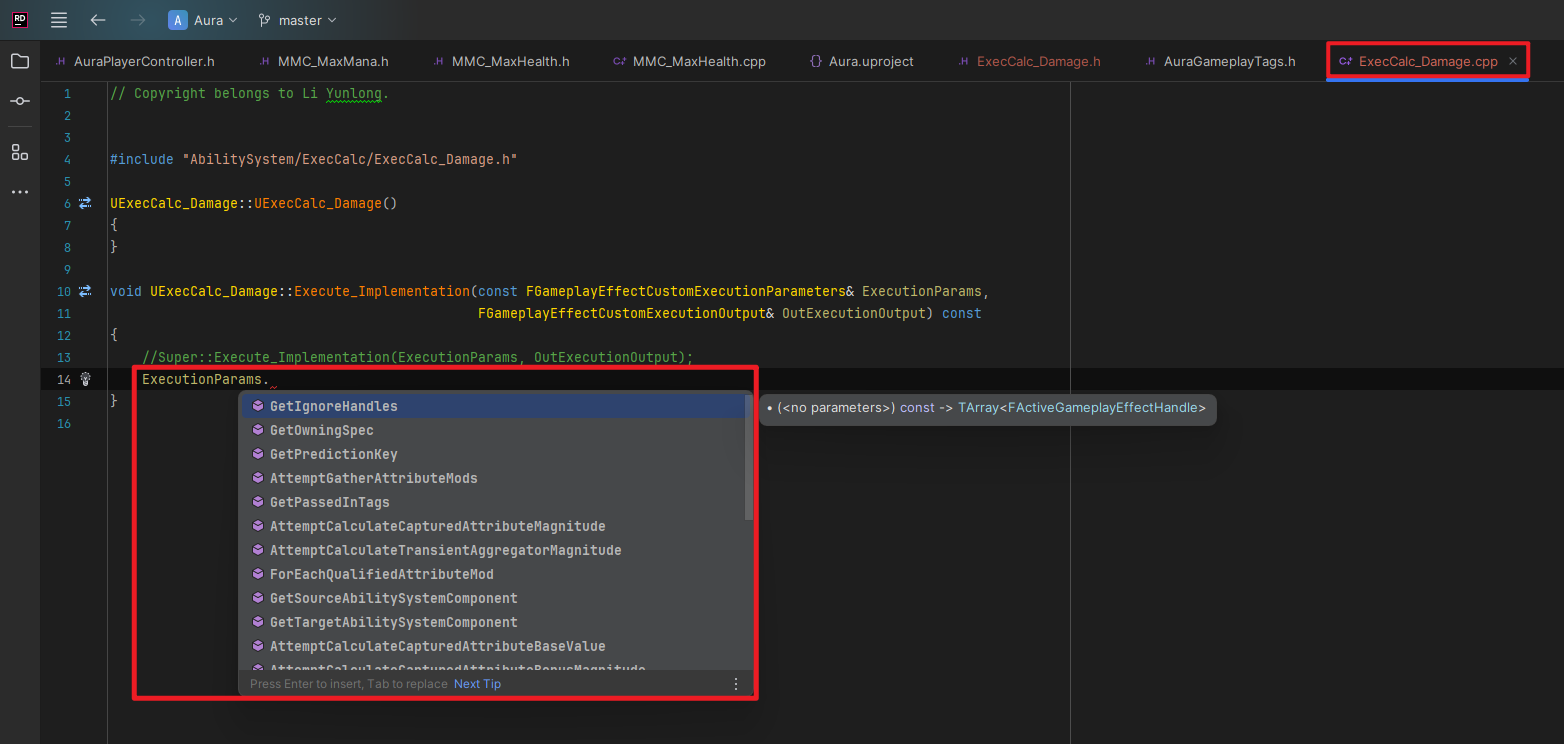 RD
A Aura master
.H AuraPlayerController.h .H MMC_MaxMana.h .H MMC_MaxHealth.h C+ MMC_MaxHealth.cpp {} Aura.uproject .H ExecCalc_Damage.h .H AuraGameplayTags.h C+ ExecCalc_Damage.cpp ×
1 // Copyright belongs to Li Yunlong.
2
3
4 #include "AbilitySystem/ExecCalc/ExecCalc_Damage.h"
5
6 UExecCalc_Damage::UExecCalc_Damage()
7 {
8 }
9
10 void UExecCalc_Damage::Execute_Implementation(const FGameplayEffectCustomExecutionParameters& ExecutionParams,
11 FGameplayEffectCustomExecutionOutput& OutExecutionOutput) const
12 {
13 //Super::Execute_Implementation(ExecutionParams, OutExecutionOutput);
14 ExecutionParams.
15 }
16
GetIgnoreHandles
• (<no parameters>) const -> TArray<FActiveGameplayEffectHandle>
GetOwningSpec
GetPredictionKey
AttemptGatherAttributeMods
GetPassedInTags
AttemptCalculateCapturedAttributeMagnitude
AttemptCalculateTransientAggregatorMagnitude
ForEachQualifiedAttributeMod
GetSourceAbilitySystemComponent
GetTargetAbilitySystemComponent
AttemptCalculateCapturedAttributeBaseValue
AttemptCalculateCapturedAttributeBonusMagnitude
Press Enter to insert, Tab to replace Next Tip